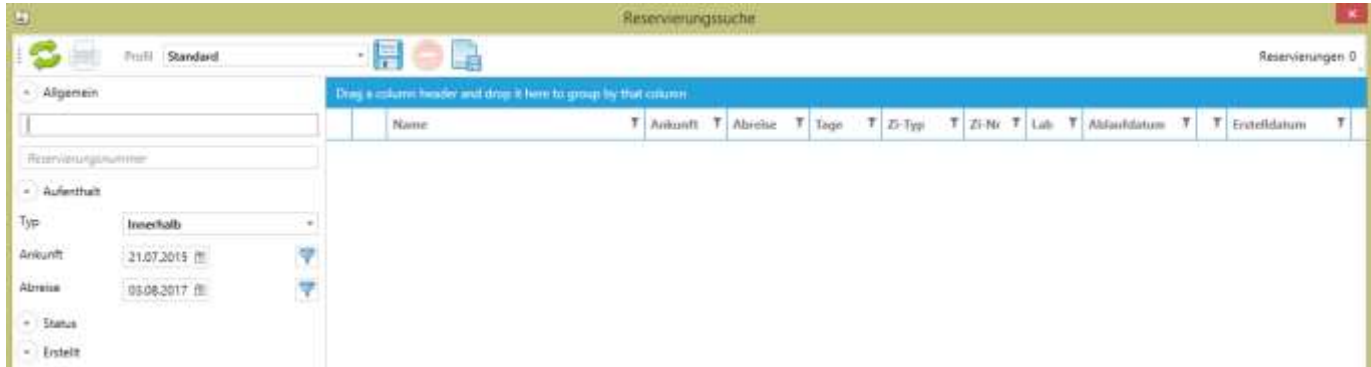 Reservierungssuche
Profil Standard Reservierungen 0
Allgemein
Drag a column header and drop it here to group by that column
Name Ankunft Abreise Tage Zi-Typ Zi-Nr Ablaufdatum Erstelldatum
Reservierungsnummer
Aufenthalt
Typ Innerhalb
Ankunft 21.07.2015
Abreise 03.08.2017
Status
Erstellt